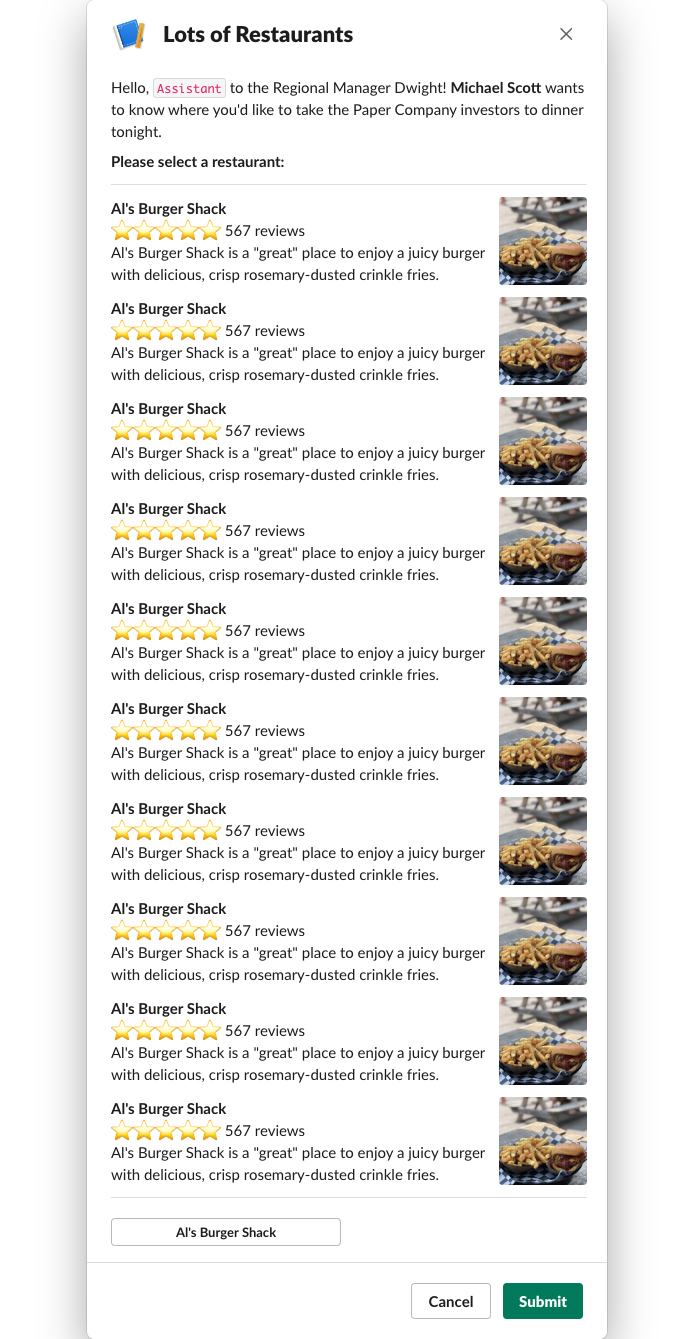 Lots of Restaurants
Hello, Assistant to the Regional Manager Dwight! Michael Scott wants
to know where you'd like to take the Paper Company investors to dinner
tonight.
Please select a restaurant:
Al's Burger Shack
567 reviews
Al's Burger Shack is a "great" place to enjoy a juicy burger
with delicious, crisp rosemary-dusted crinkle fries.
Al's Burger Shack
567 reviews
Al's Burger Shack is a "great" place to enjoy a juicy burger
with delicious, crisp rosemary-dusted crinkle fries.
Al's Burger Shack
567 reviews
Al's Burger Shack is a "great" place to enjoy a juicy burger
with delicious, crisp rosemary-dusted crinkle fries.
Al's Burger Shack
567 reviews
Al's Burger Shack is a "great" place to enjoy a juicy burger
with delicious, crisp rosemary-dusted crinkle fries.
Al's Burger Shack
567 reviews
Al's Burger Shack is a "great" place to enjoy a juicy burger
with delicious, crisp rosemary-dusted crinkle fries.
Al's Burger Shack
567 reviews
Al's Burger Shack is a "great" place to enjoy a juicy burger
with delicious, crisp rosemary-dusted crinkle fries.
Al's Burger Shack
567 reviews
Al's Burger Shack is a "great" place to enjoy a juicy burger
with delicious, crisp rosemary-dusted crinkle fries.
Al's Burger Shack
567 reviews
Al's Burger Shack is a "great" place to enjoy a juicy burger
with delicious, crisp rosemary-dusted crinkle fries.
Al's Burger Shack
567 reviews
Al's Burger Shack is a "great" place to enjoy a juicy burger
with delicious, crisp rosemary-dusted crinkle fries.
Al's Burger Shack
567 reviews
Al's Burger Shack is a "great" place to enjoy a juicy burger
with delicious, crisp rosemary-dusted crinkle fries.
Al's Burger Shack
Cancel Submit